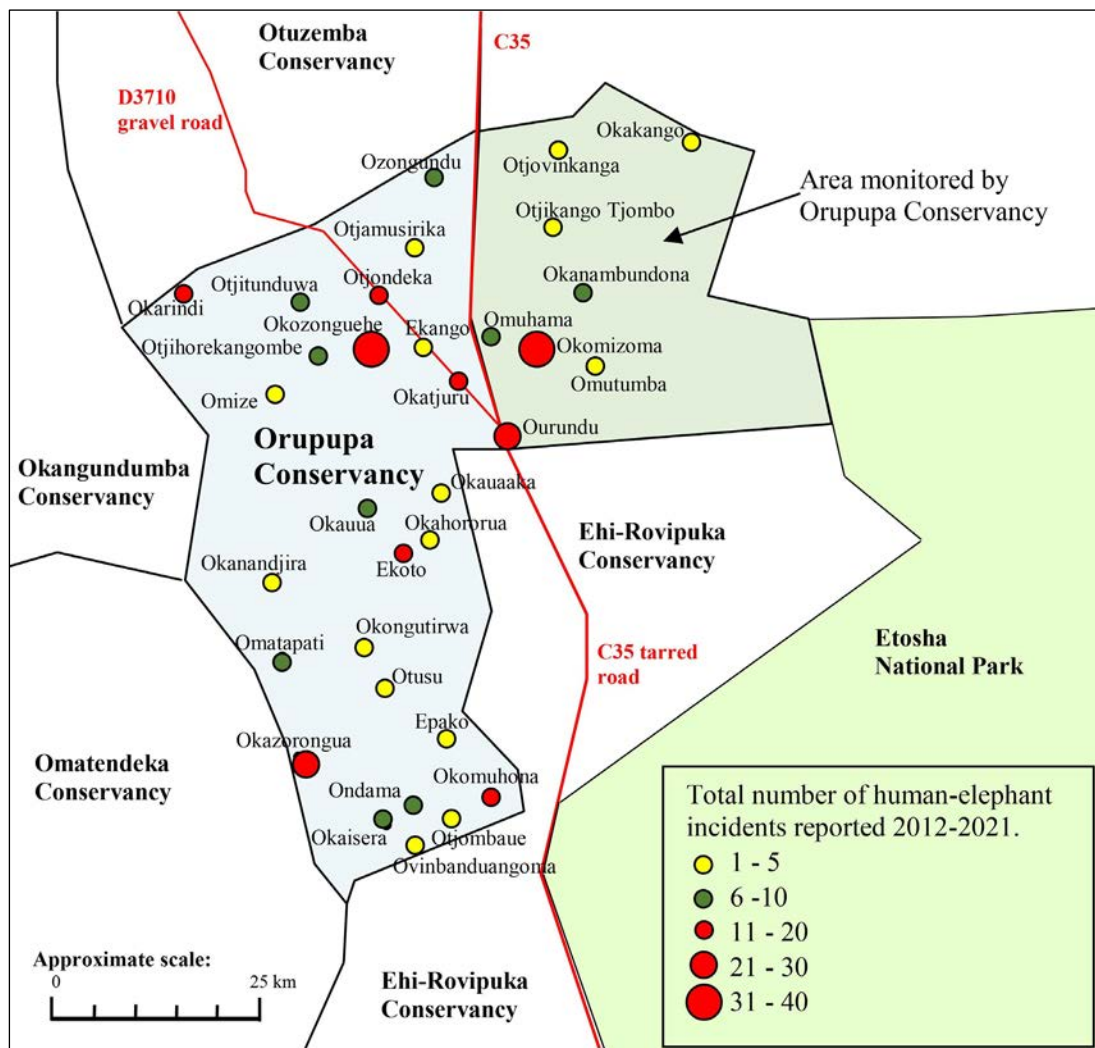 Otuzemba
Conservancy
C35
D3710
gravel road
Okakango
Otjovinkanga
Ozongundu
Area monitored by
Orupupa Conservancy
Otjikango Tjombo
Otjamusirika
Otjitunduwa
Otjondeka
Okanambundona
Okarindi
Okozonguehe
Ekango
Omuhama
Otjihorekangombe
Okomizoma
Omutumba
Okatjuru
Omize
Ourundu
Orupupa
Conservancy
Okangundumba
Conservancy
Okauaaka
Okauua
Okahororua
Ehi-Rovipuka
Conservancy
Ekoto
Okanandjira
Okongutirwa
Omatapati
C35 tarred
road
Etosha
National Park
Otusu
Epako
Okazorongua
Omatendeka
Conservancy
Okomuhona
Ondama
Okaisera
Otjombaue
Ovinbanduangoma
Total number of human-elephant
incidents reported 2012-2021.
1 - 5
6 -10
11 - 20
21 - 30
31 - 40
Approximate scale:
0 25 km
Ehi-Rovipuka
Conservancy